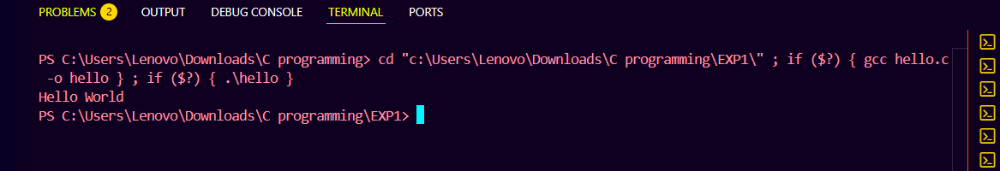 PROBLEMS 2 OUTPUT DEBUG CONSOLE TERMINAL PORTS
PS C:\Users\Lenovo\Downloads\C programming> cd "c:\Users\Lenovo\Downloads\C programming\EXP1\" ; if ($?) { gcc hello.c
 -o hello } ; if ($?) { .\hello }
Hello World
PS C:\Users\Lenovo\Downloads\C programming\EXP1>